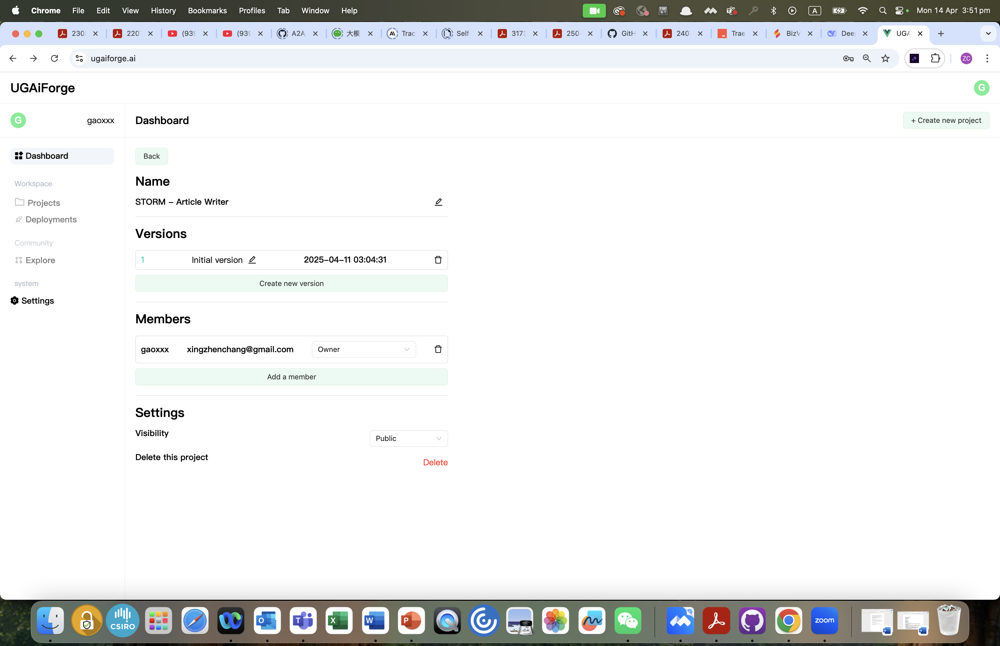 Chrome File Edit View History Bookmarks Profiles Tab Window Help A Mon 14 Apr 3:51 pm
230 220 (939 (939 A2A 大模 Trac Self- 3173 250 GitH 240 Trae BizV Dee UGA
ugaiforge.ai ZC
UGAiForge G
G gaoxxx Dashboard + Create new project
Dashboard
Workspace
Projects
Deployments
Community
Explore
system
Settings
Back
Name
STORM – Article Writer
Versions
1 Initial version 2025-04-11 03:04:31
Create new version
Members
gaoxxx xingzhenchang@gmail.com Owner
Add a member
Settings
Visibility Public
Delete this project Delete
CSIRO zoom